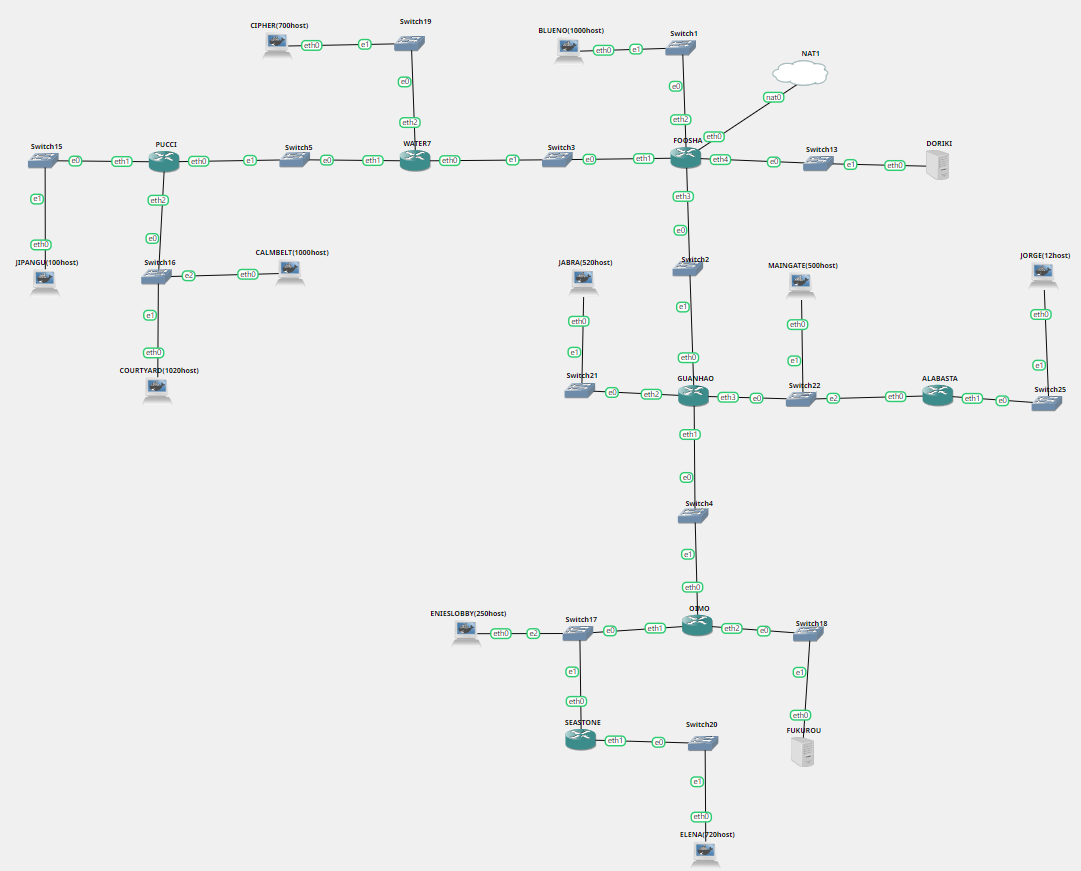 Switch19
CIPHER(700host)
eth0
e1
e0
eth2
BLUENO(1000host)
Switch1
eth0
e1
e0
eth2
NAT1
nat0
eth0
Switch15
e0
eth1
PUCCI
eth0
e1
Switch5
e0
eth1
WATER7
eth0
e1
Switch3
e0
eth1
FOOSHA
eth4
e0
Switch13
e1
eth0
DORIKI
e1
eth0
JIPANGU(100host)
eth2
e0
Switch16
e2
eth0
CALMBELT(1000host)
e1
eth0
COURTYARD(1020host)
eth3
e0
Switch2
e1
eth0
JABRA(520host)
eth0
e1
Switch21
e0
eth2
GUANHAO
eth3
e0
MAINGATE(500host)
eth0
e1
Switch22
e2
eth0
ALABASTA
eth1
e0
JORGE(12host)
eth0
e1
Switch25
eth1
e0
Switch4
e1
eth0
OIMO
ENIESLOBBY(250host)
eth0
e2
Switch17
e0
eth1
eth2
e0
Switch18
e1
eth0
FUKUROU
e1
eth0
SEASTONE
eth1
e0
Switch20
e1
eth0
ELENA(720host)